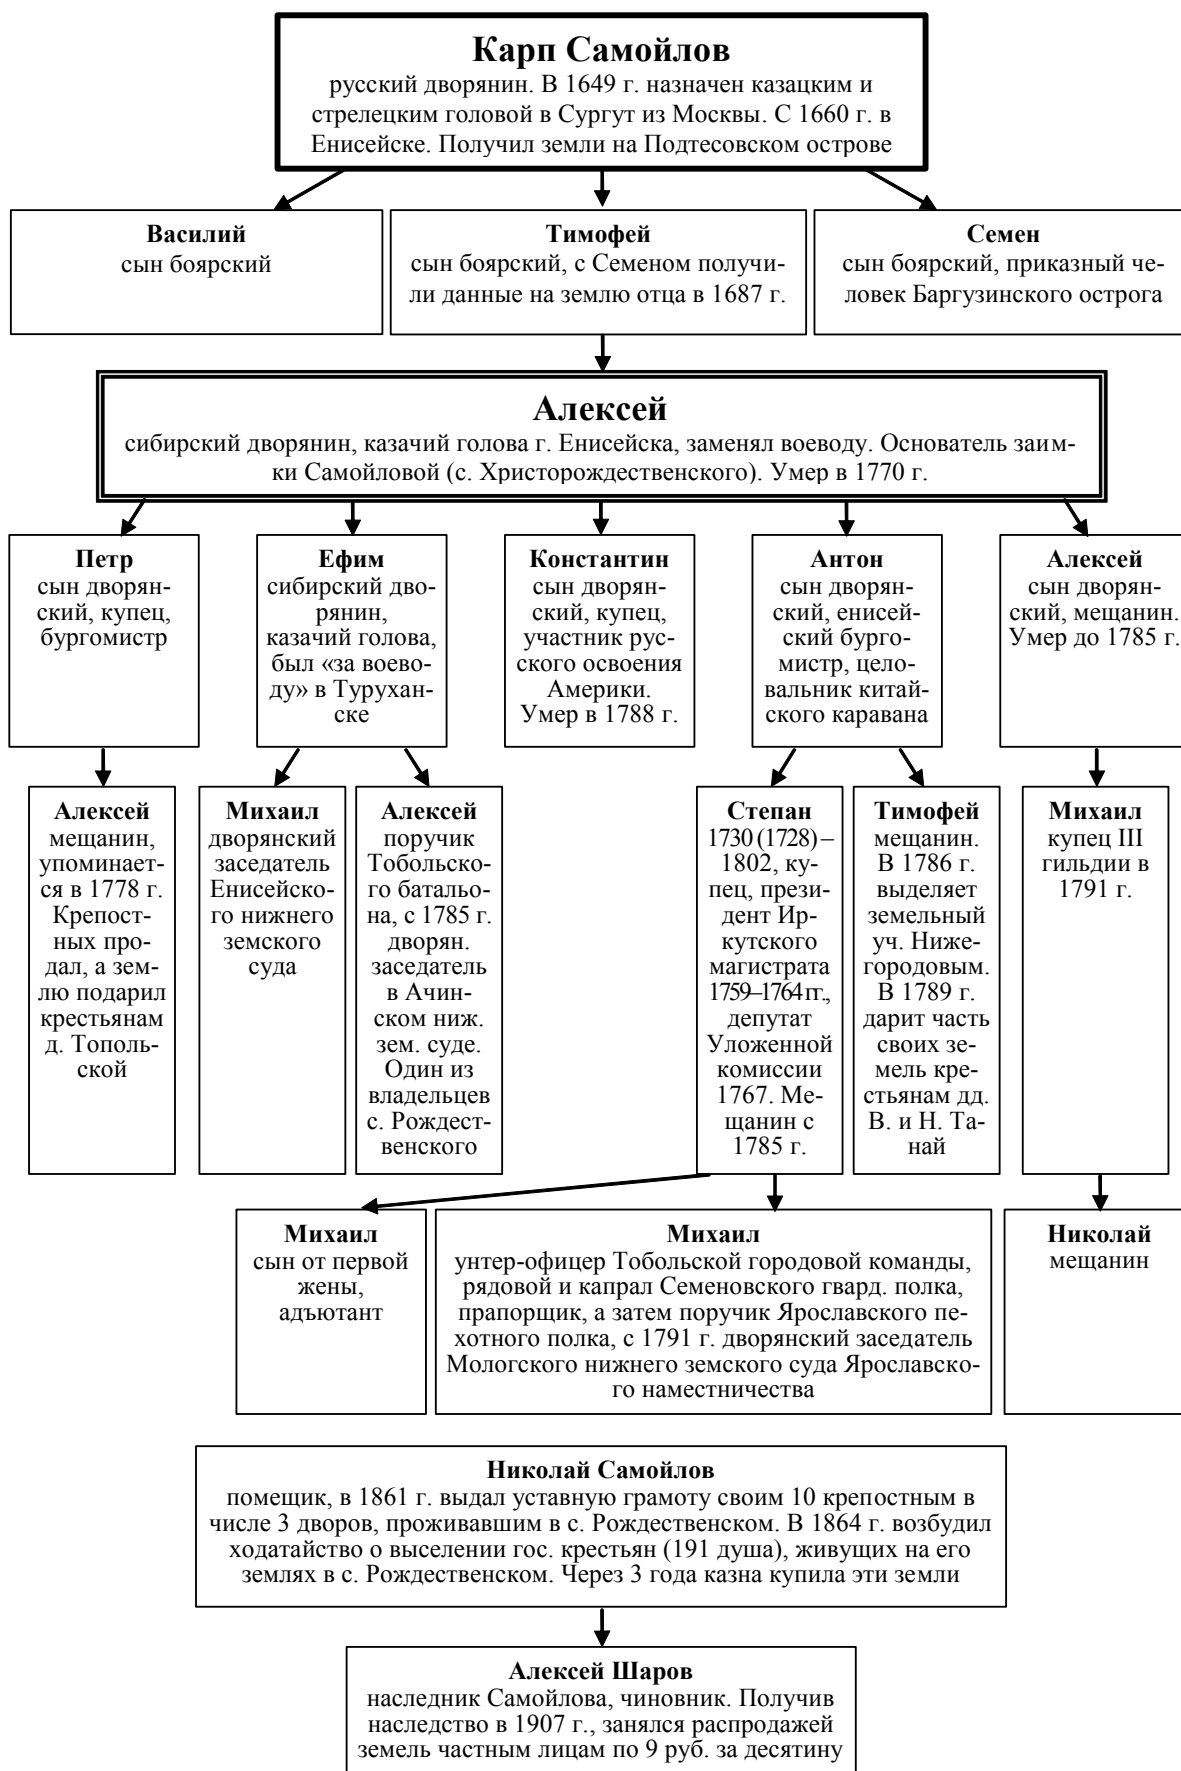 Карп Самойлов
русский дворянин. В 1649 г. назначен казацким и
стрелецким головой в Сургут из Москвы. С 1660 г. в
Енисейске. Получил земли на Подтесовском острове
Василий
сын боярский
Тимофей
сын боярский, с Семеном получи-
ли данные на землю отца в 1687 г.
Семен
сын боярский, приказный че-
ловек Баргузинского острога
Алексей
сибирский дворянин, казачий голова г. Енисейска, заменял воеводу. Основатель заим-
ки Самойловой (с. Христорождественского). Умер в 1770 г.
Петр
сын дворян-
ский, купец,
бургомистр
Ефим
сибирский дво-
рянин,
казачий голова,
был «за воево-
ду» в Турухан-
ске
Константин
сын дворян-
ский, купец,
участник рус-
ского освоения
Америки.
Умер в 1788 г.
Антон
сын дворян-
ский, енисей-
ский бурго-
мистр, цело-
вальник китай-
ского каравана
Алексей
сын дворян-
ский, мещанин.
Умер до 1785 г.
Алексей
мещанин,
упоминает-
ся в 1778 г.
Крепост-
ных про-
дал, а зем-
лю подарил
крестьянам
д. Тополь-
ской
Михаил
дворянский
заседатель
Енисейско-
го нижнего
земского
суда
Алексей
поручик
Тобольско-
го батальо-
на, с 1785 г.
дворян.
заседатель
в Ачин-
ском ниж.
зем. суде.
Один из
владельцев
с. Рождест-
венского
Степан
1730 (1728)–
1802, ку-
пец, прези-
дент Ир-
кутского
магистрата
1759–1764 гг.,
депутат
Уложенной
комиссии
1767. Ме-
щанин с
1785 г.
Тимофей
мещанин.
В 1786 г.
выделяет
земельный
уч. Ниже-
городовым.
В 1789 г.
дарит часть
своих зе-
мель кре-
стьянам дд.
В. и Н. Та-
най
Михаил
купец III
гильдии в
1791 г.
Михаил
сын от первой
жены,
адъютант
Михаил
унтер-офицер Тобольской городовой команды,
рядовой и капрал Семеновского гвард. полка,
прапорщик, а затем поручик Ярославского пе-
хотного полка, с 1791 г. дворянский заседатель
Мологского нижнего земского суда Ярославско-
го наместничества
Николай
мещанин
Николай Самойлов
помещик, в 1861 г. выдал уставную грамоту своим 10 крепостным в
числе 3 дворов, проживавшим в с. Рождественском. В 1864 г. возбудил
ходатайство о выселении гос. крестьян (191 душа), живущих на его
землях в с. Рождественском. Через 3 года казна купила эти земли
Алексей Шаров
наследник Самойлова, чиновник. Получив
наследство в 1907 г., занялся распродажей
земель частным лицам по 9 руб. за десятину